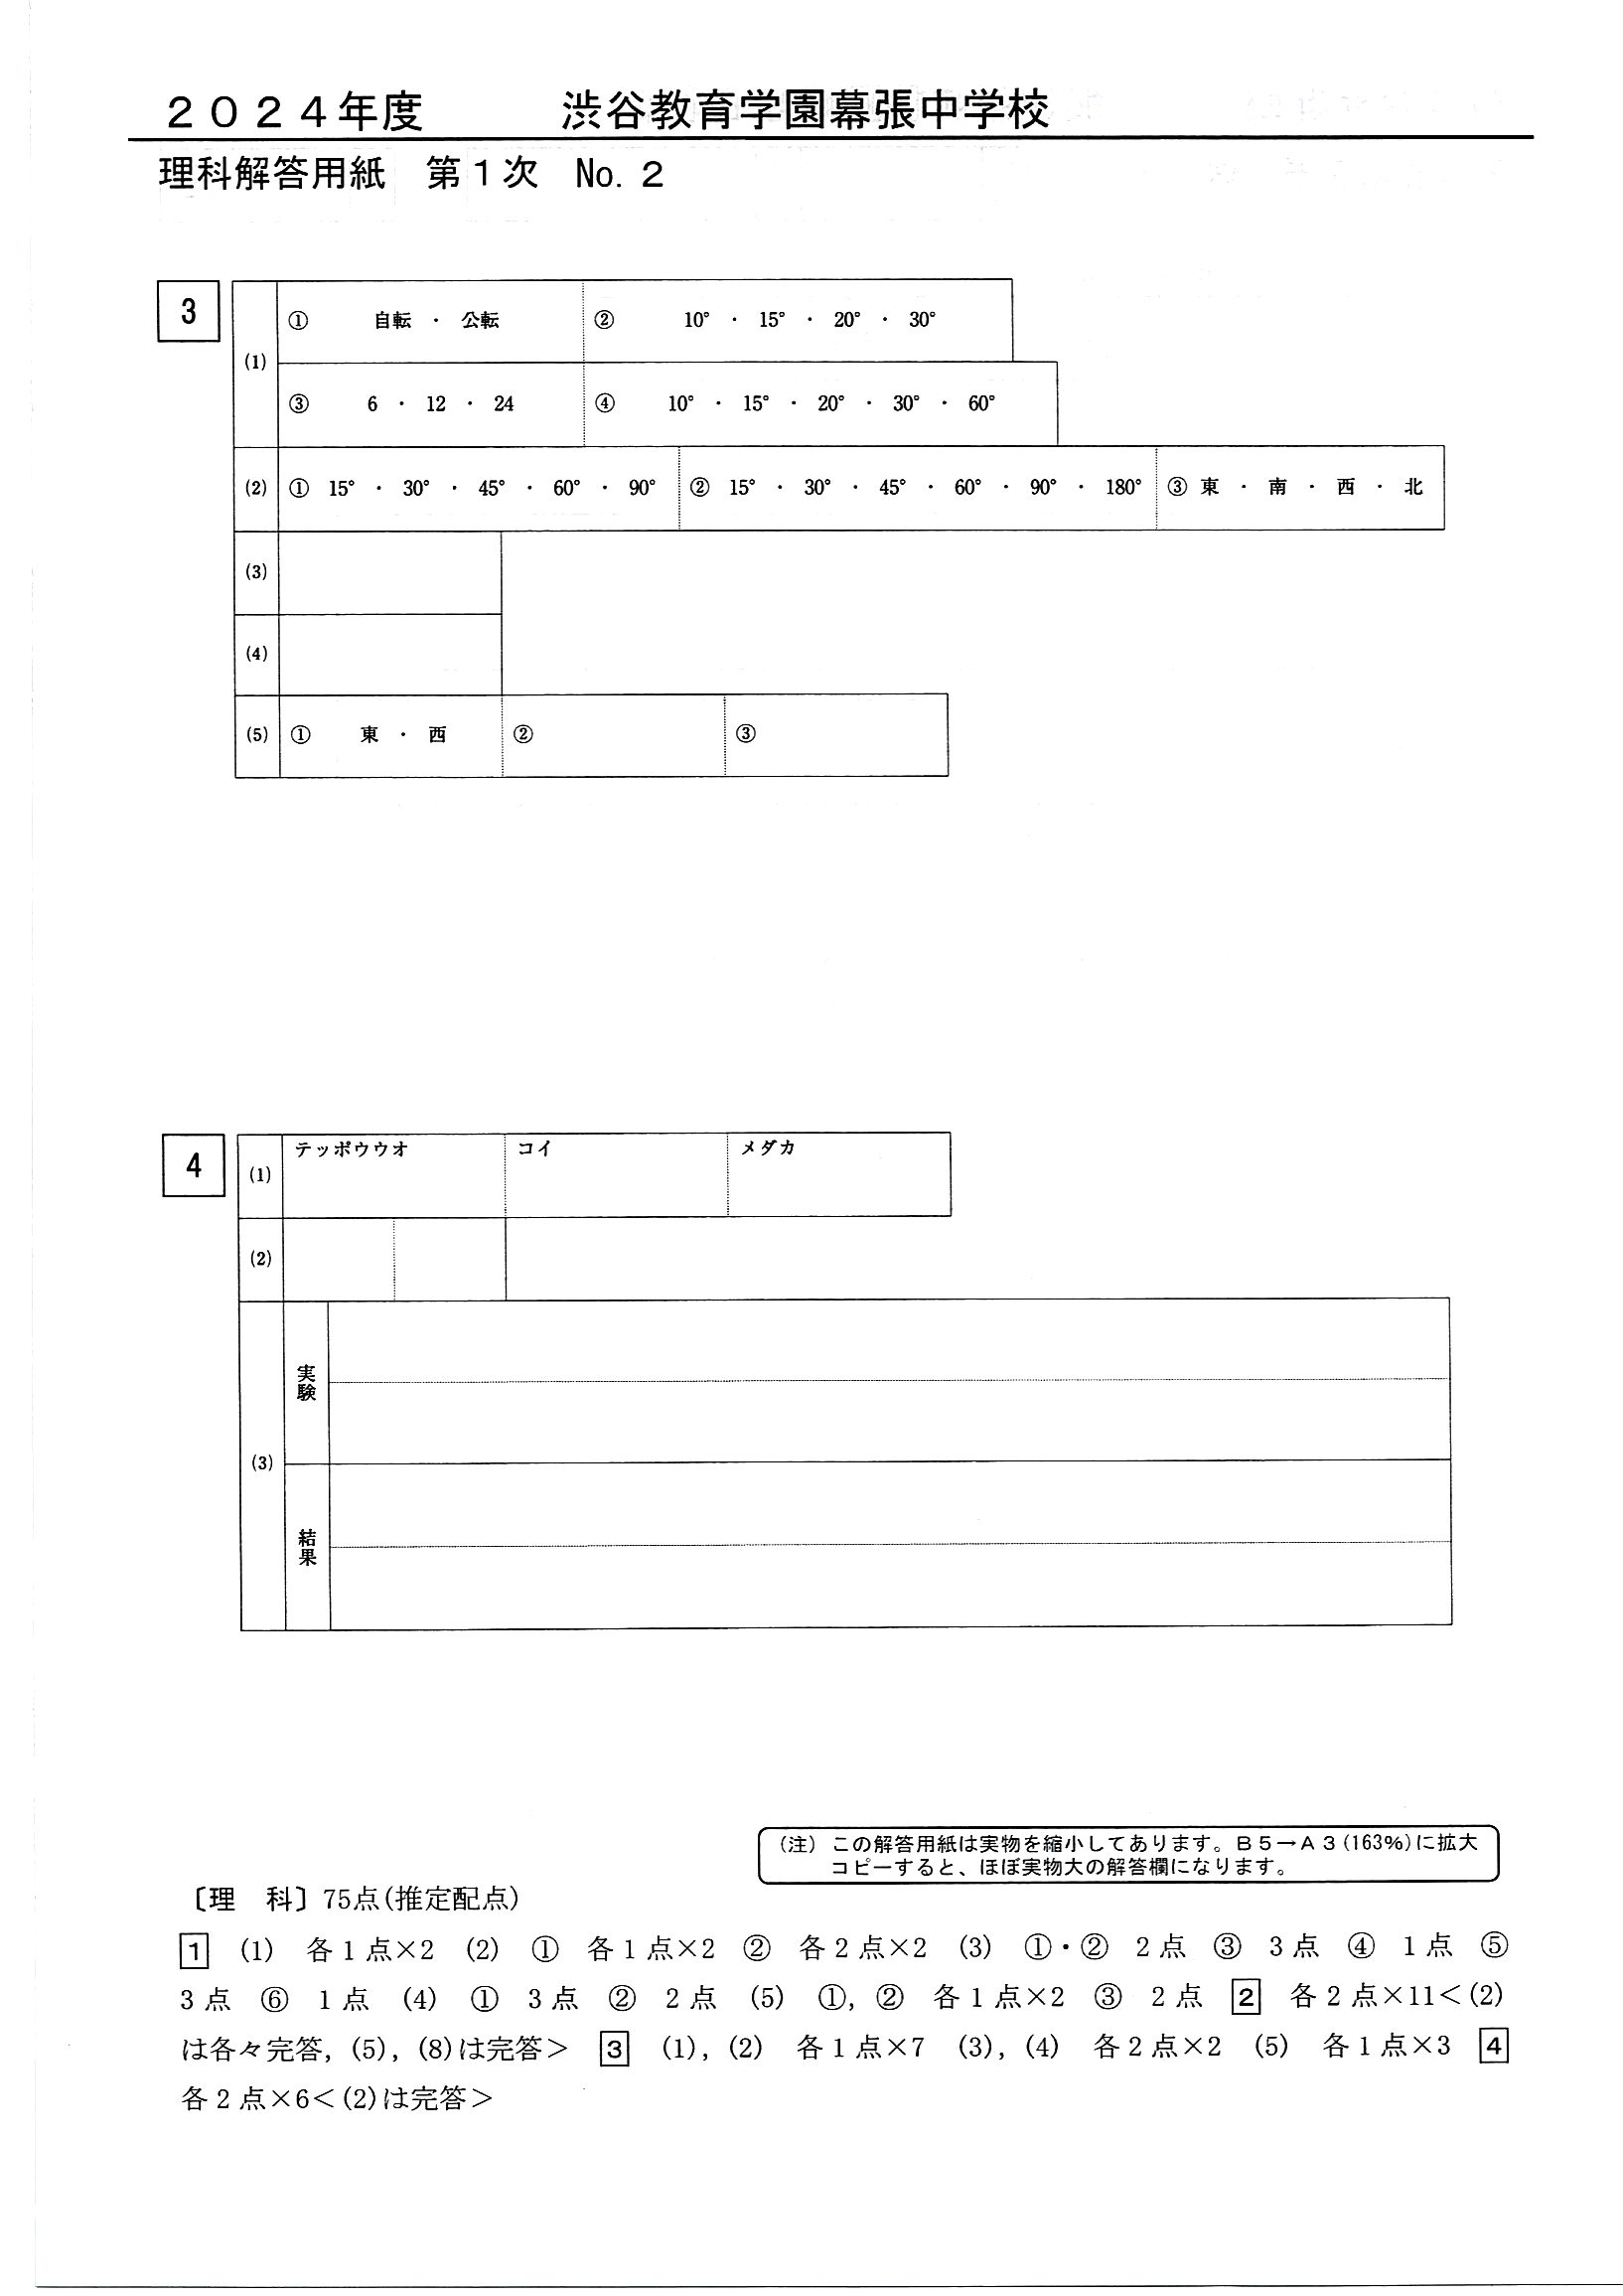 2024年度　渋谷教育学園幕張中学校
理科解答用紙　第1次　No. 2
3
(1) ① 自転 ・ 公転 ② 10° ・ 15° ・ 20° ・ 30°
③ 6 ・ 12 ・ 24 ④ 10° ・ 15° ・ 20° ・ 30° ・ 60°
(2) ① 15° ・ 30° ・ 45° ・ 60° ・ 90° ② 15° ・ 30° ・ 45° ・ 60° ・ 90° ・ 180° ③ 東 ・ 南 ・ 西 ・ 北
(3)
(4)
(5) ① 東 ・ 西 ② ③
4
(1) テッポウウオ コイ メダカ
(2)
(3)
実験
結果
(注) この解答用紙は実物を縮小してあります。B5→A3(163%)に拡大
コピーすると、ほぼ実物大の解答欄になります。
〔理　科〕75点(推定配点)
1 (1) 各1点×2 (2) ① 各1点×2 ② 各2点×2 (3) ①・② 2点 ③ 3点 ④ 1点 ⑤
3点 ⑥ 1点 (4) ① 3点 ② 2点 (5) ①, ② 各1点×2 ③ 2点 2 各2点×11＜(2)
は各々完答, (5), (8)は完答＞ 3 (1), (2) 各1点×7 (3), (4) 各2点×2 (5) 各1点×3 4
各2点×6＜(2)は完答＞